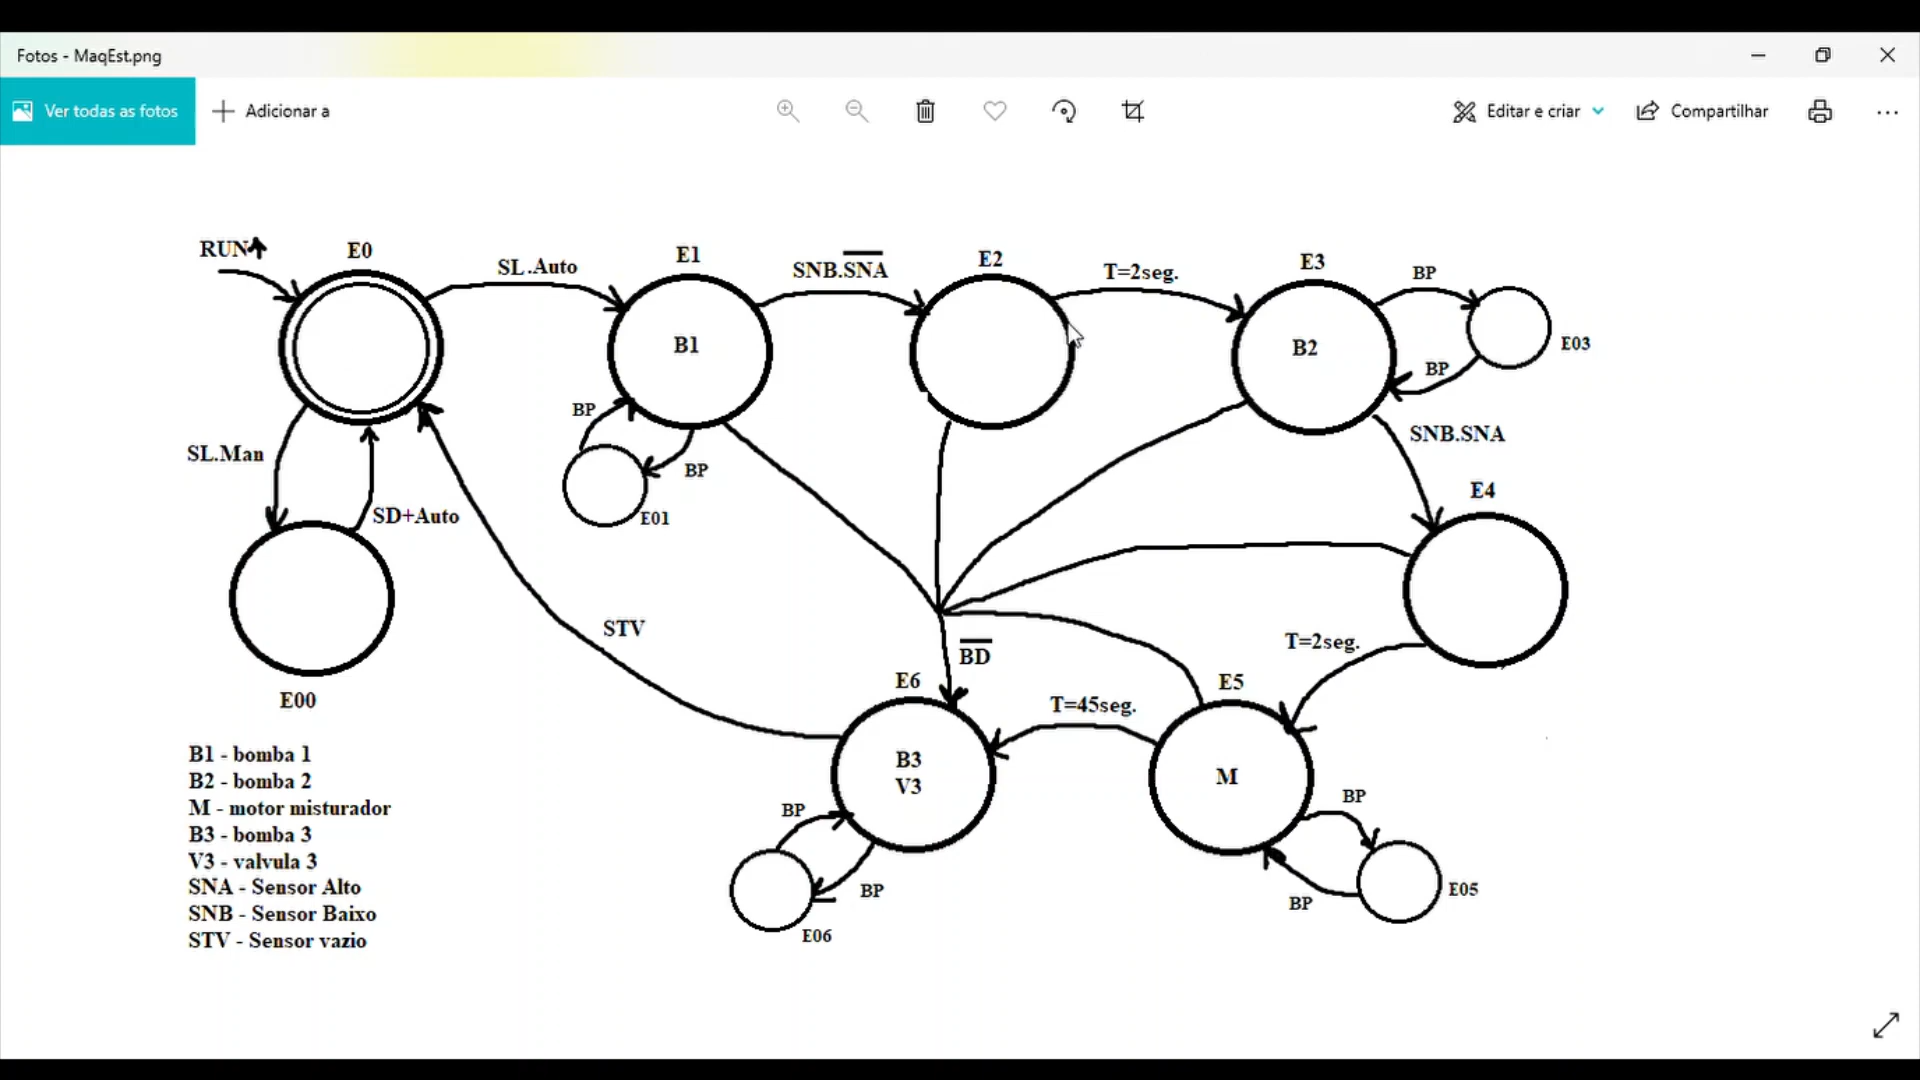 Fotos - MaqEst.png
Ver todas as fotos
Adicionar a
Editar e criar
Compartilhar
RUN
E0
SL.Auto
E1
SNB.S̅N̅A̅
E2
T=2seg.
E3
BP
E03
B1
B2
BP
BP
SNB.SNA
SL.Man
BP
E4
SD+Auto
E01
STV
T=2seg.
B̅D̅
E00
E6
T=45seg.
E5
B3
V3
M
BP
BP
BP
E05
BP
E06
B1 - bomba 1
B2 - bomba 2
M - motor misturador
B3 - bomba 3
V3 - valvula 3
SNA - Sensor Alto
SNB - Sensor Baixo
STV - Sensor vazio